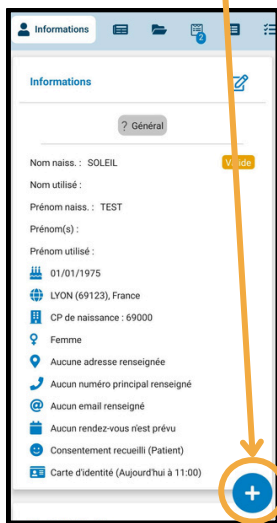 Informations
2
Informations
? Général
Nom naiss. : SOLEIL
Valide
Nom utilisé :
Prénom naiss. : TEST
Prénom(s) :
Prénom utilisé :
01/01/1975
LYON (69123), France
CP de naissance : 69000
Femme
Aucune adresse renseignée
Aucun numéro principal renseigné
@ Aucun email renseigné
Aucun rendez-vous n'est prévu
Consentement recueilli (Patient)
Carte d'identité (Aujourd'hui à 11:00)
+